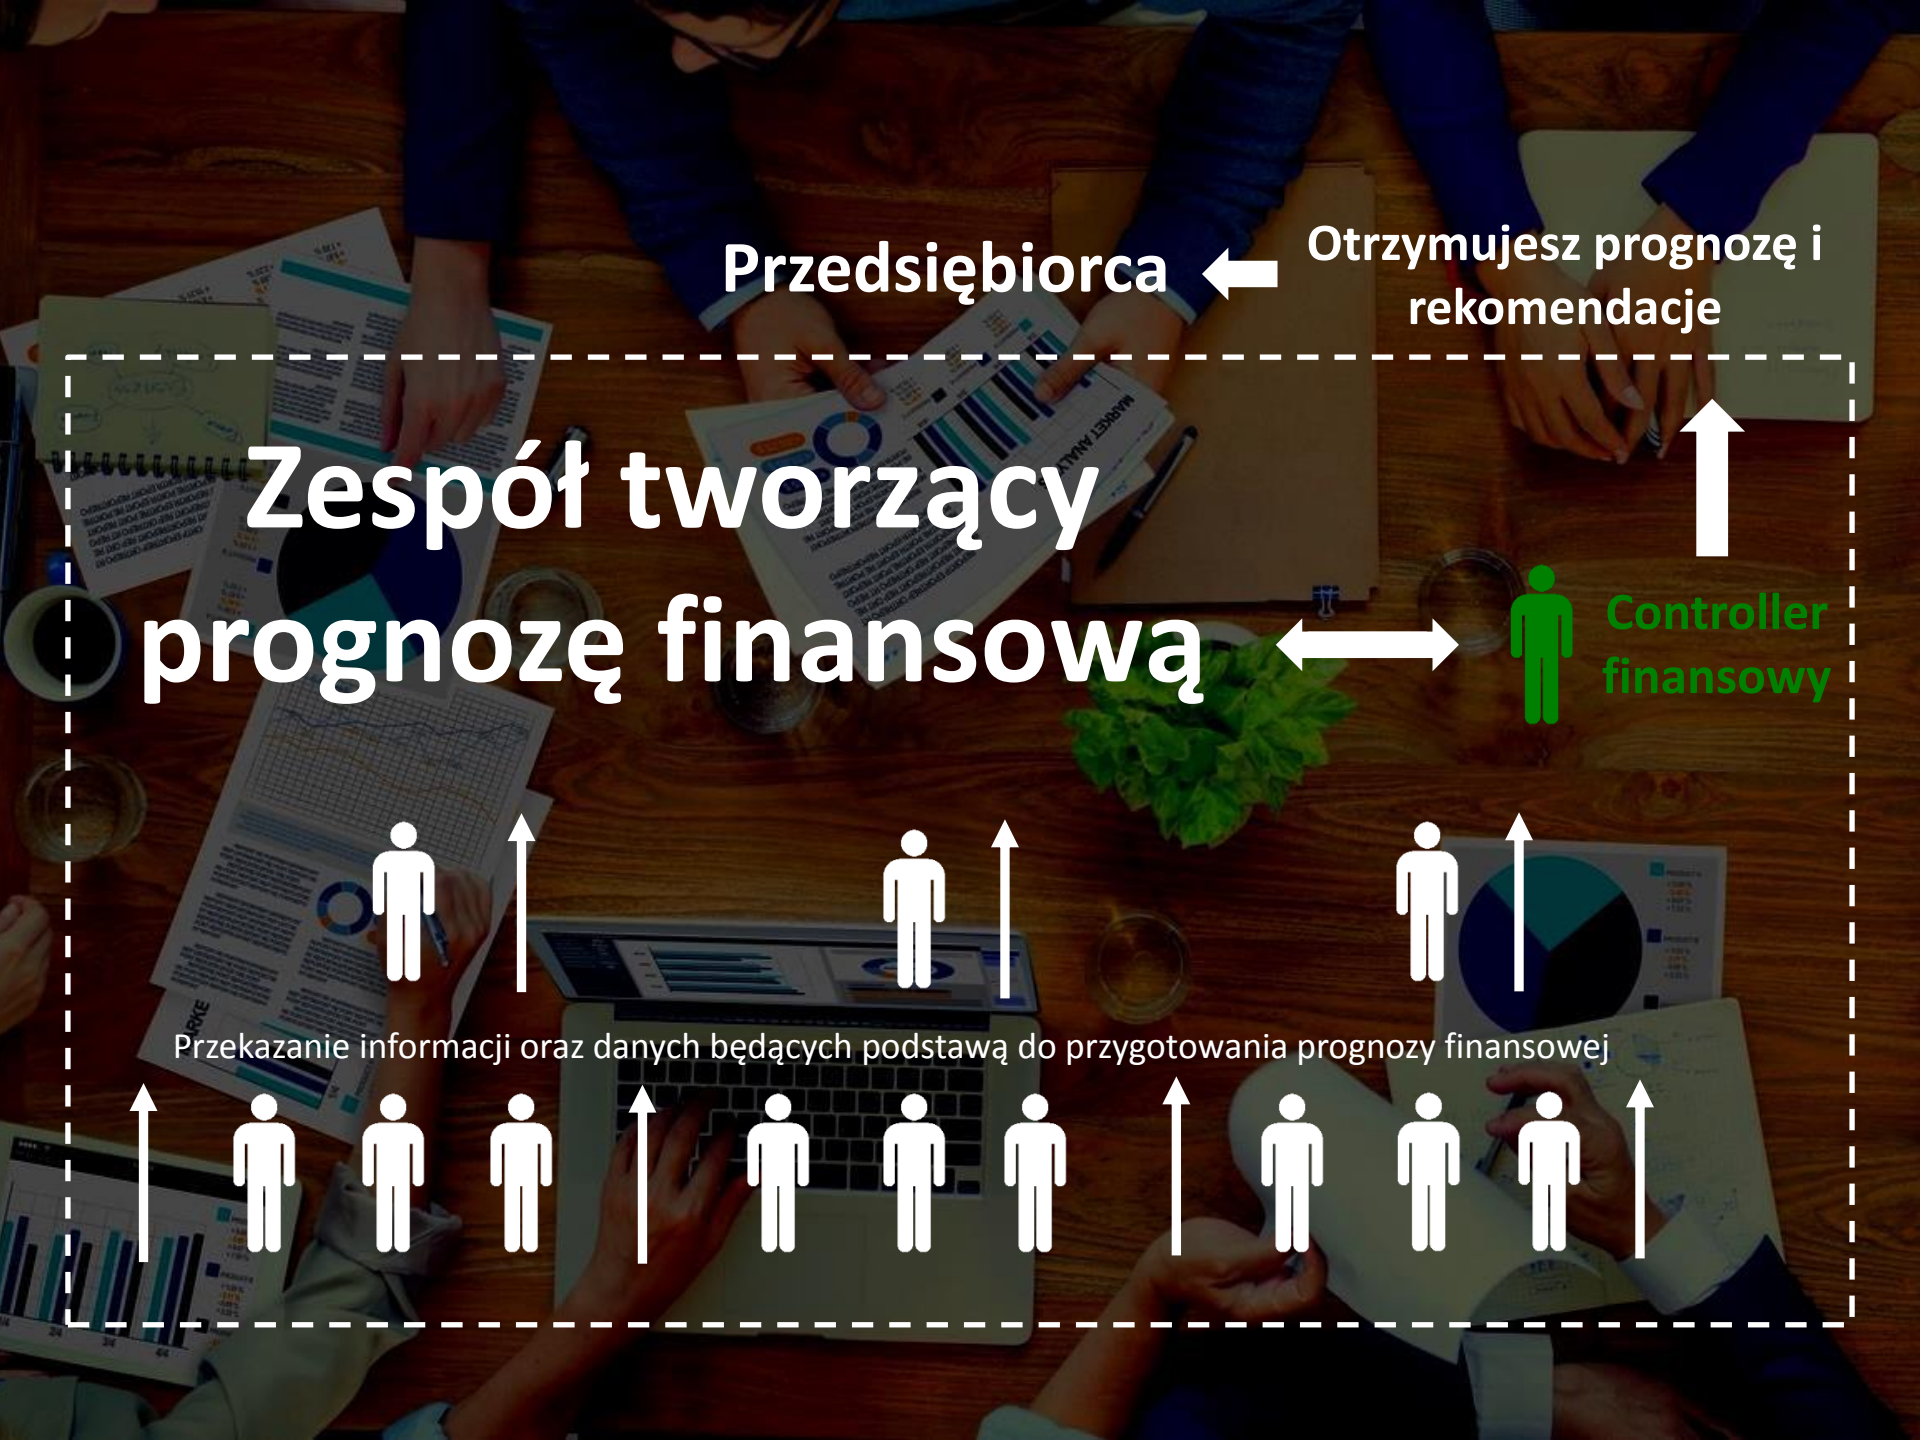 Przedsiębiorca
Otrzymujesz prognozę i
rekomendacje
Zespół tworzący
prognozę finansową
Controller
finansowy
Przekazanie informacji oraz danych będących podstawą do przygotowania prognozy finansowej